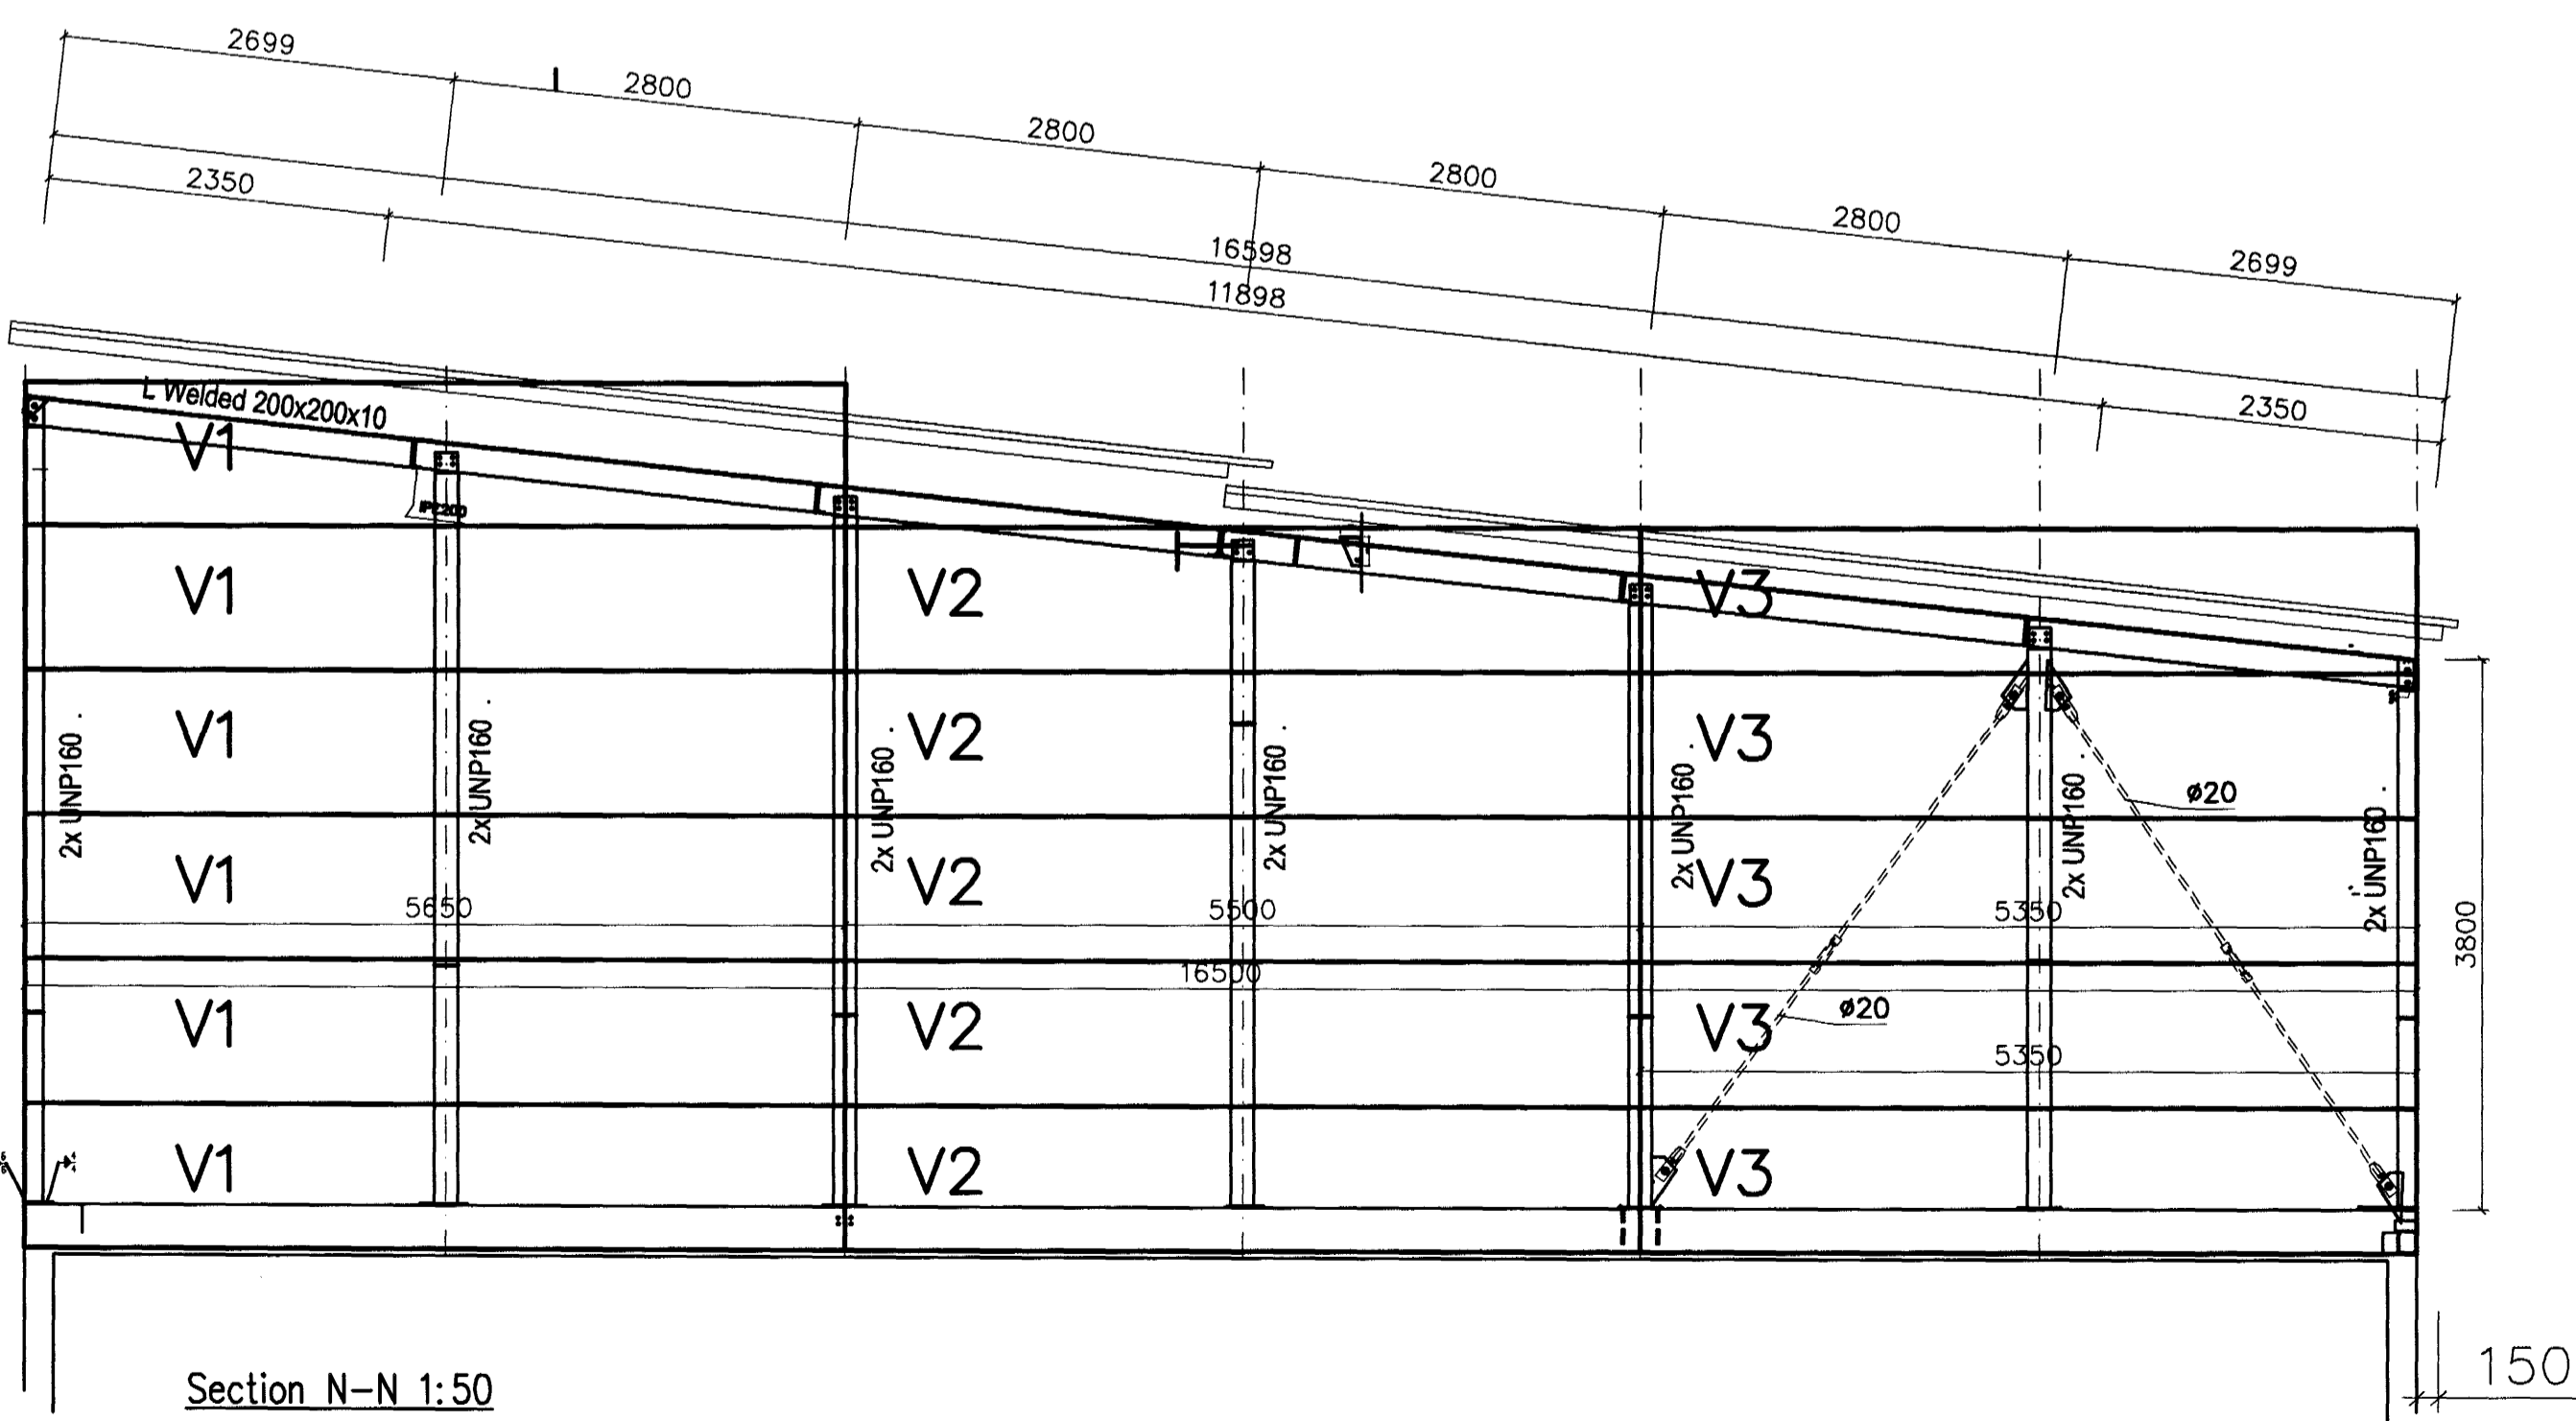 2699
2800
2800
2800
2800
2699
16598
2350
11898
2350
L Welded 200x200x10
IPE200
V1
V1
V2
V3
V1
V2
V3
V1
V2
V3
V1
V2
V3
V1
V2
V3
2x UNP160 .
2x UNP160 .
2x UNP160 .
2x UNP160 .
2x UNP160 .
2x UNP160 .
2x UNP160 .
ø20
ø20
5650
5500
5350
16500
5350
3800
150
Section N-N 1:50